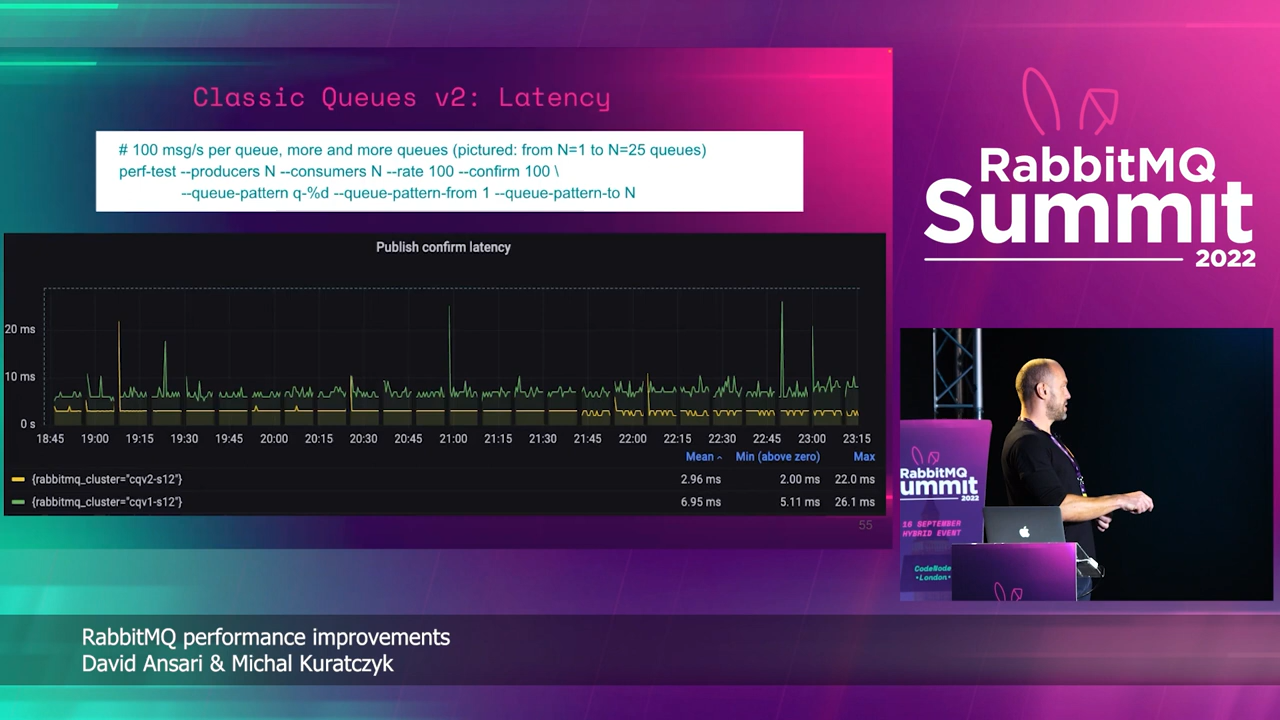 Classic Queues v2: Latency
# 100 msg/s per queue, more and more queues (pictured: from N=1 to N=25 queues)
perf-test --producers N --consumers N --rate 100 --confirm 100 \
--queue-pattern q-%d --queue-pattern-from 1 --queue-pattern-to N
Publish confirm latency
20 ms
10 ms
0 s
18:45 19:00 19:15 19:30 19:45 20:00 20:15 20:30 20:45 21:00 21:15 21:30 21:45 22:00 22:15 22:30 22:45 23:00 23:15
Mean Min (above zero) Max
{rabbitmq_cluster="cqv2-s12"} 2.96 ms 2.00 ms 22.0 ms
{rabbitmq_cluster="cqv1-s12"} 6.95 ms 5.11 ms 26.1 ms
55
RabbitMQ
Summit
2022
RabbitMQ
ummit
2022
16 SEPTEMBER
HYBRID EVENT
CodeNode
•London•
RabbitMQ performance improvements
David Ansari & Michal Kuratczyk